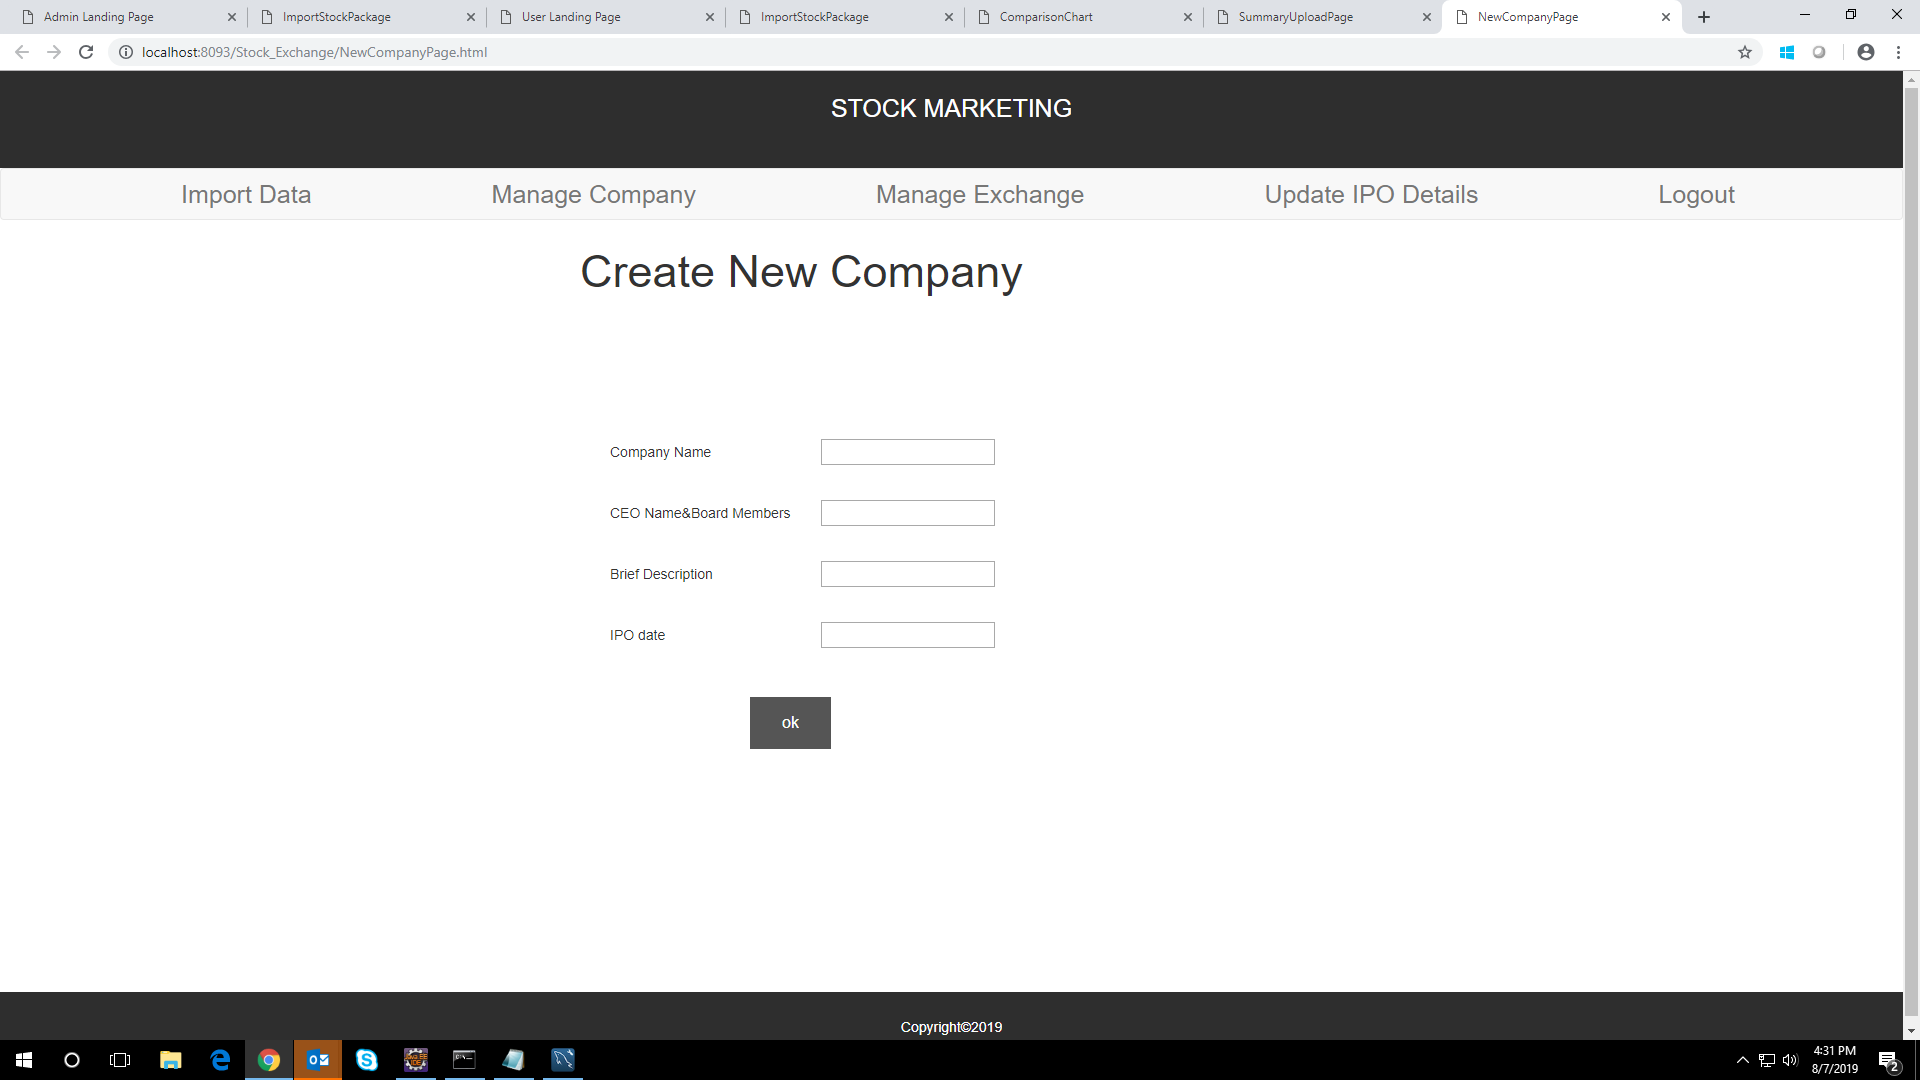 Admin Landing Page
ImportStockPackage
User Landing Page
ImportStockPackage
ComparisonChart
SummaryUploadPage
NewCompanyPage
localhost:8093/Stock_Exchange/NewCompanyPage.html
STOCK MARKETING
Import Data
Manage Company
Manage Exchange
Update IPO Details
Logout
Create New Company
Company Name
CEO Name&Board Members
Brief Description
IPO date
ok
Copyright©2019
4:31 PM
8/7/2019
2